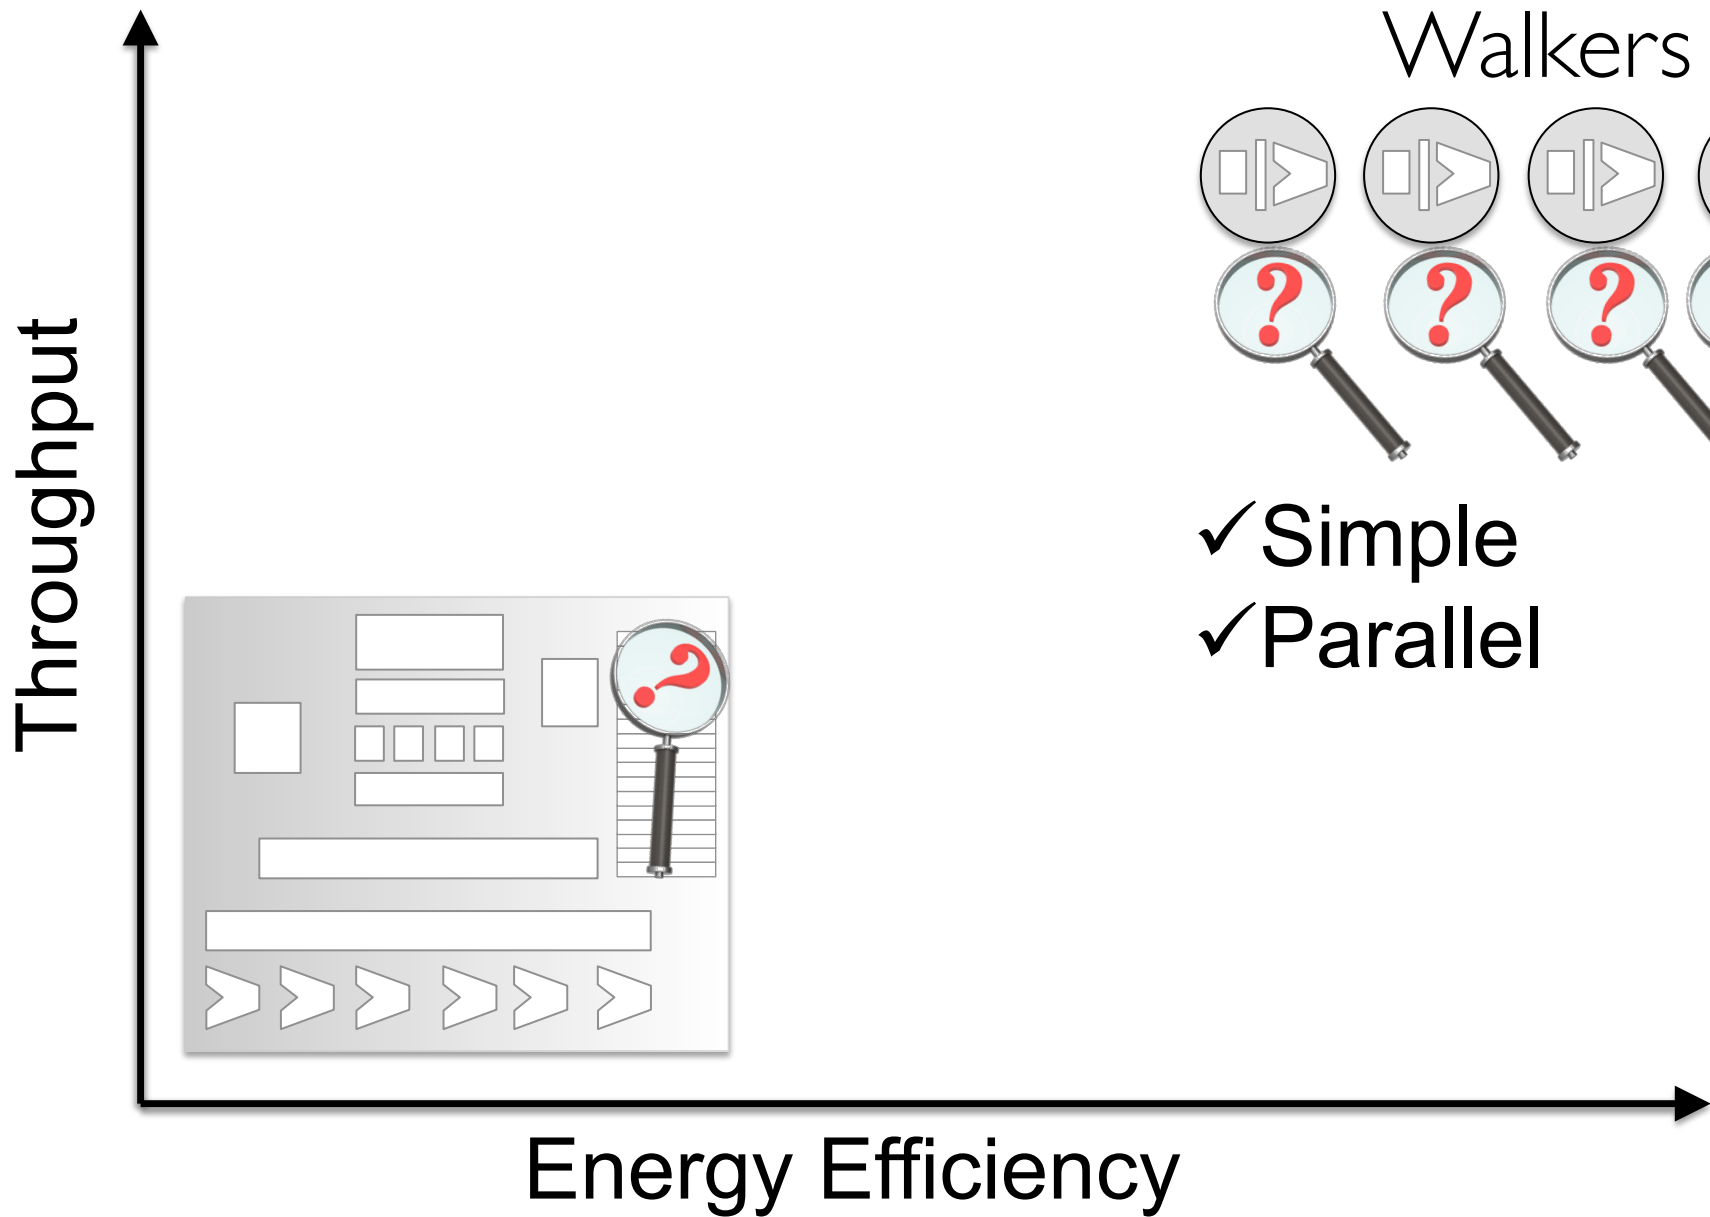 Walkers
?
?
?
Throughput
✓Simple
✓Parallel
?
Energy Efficiency